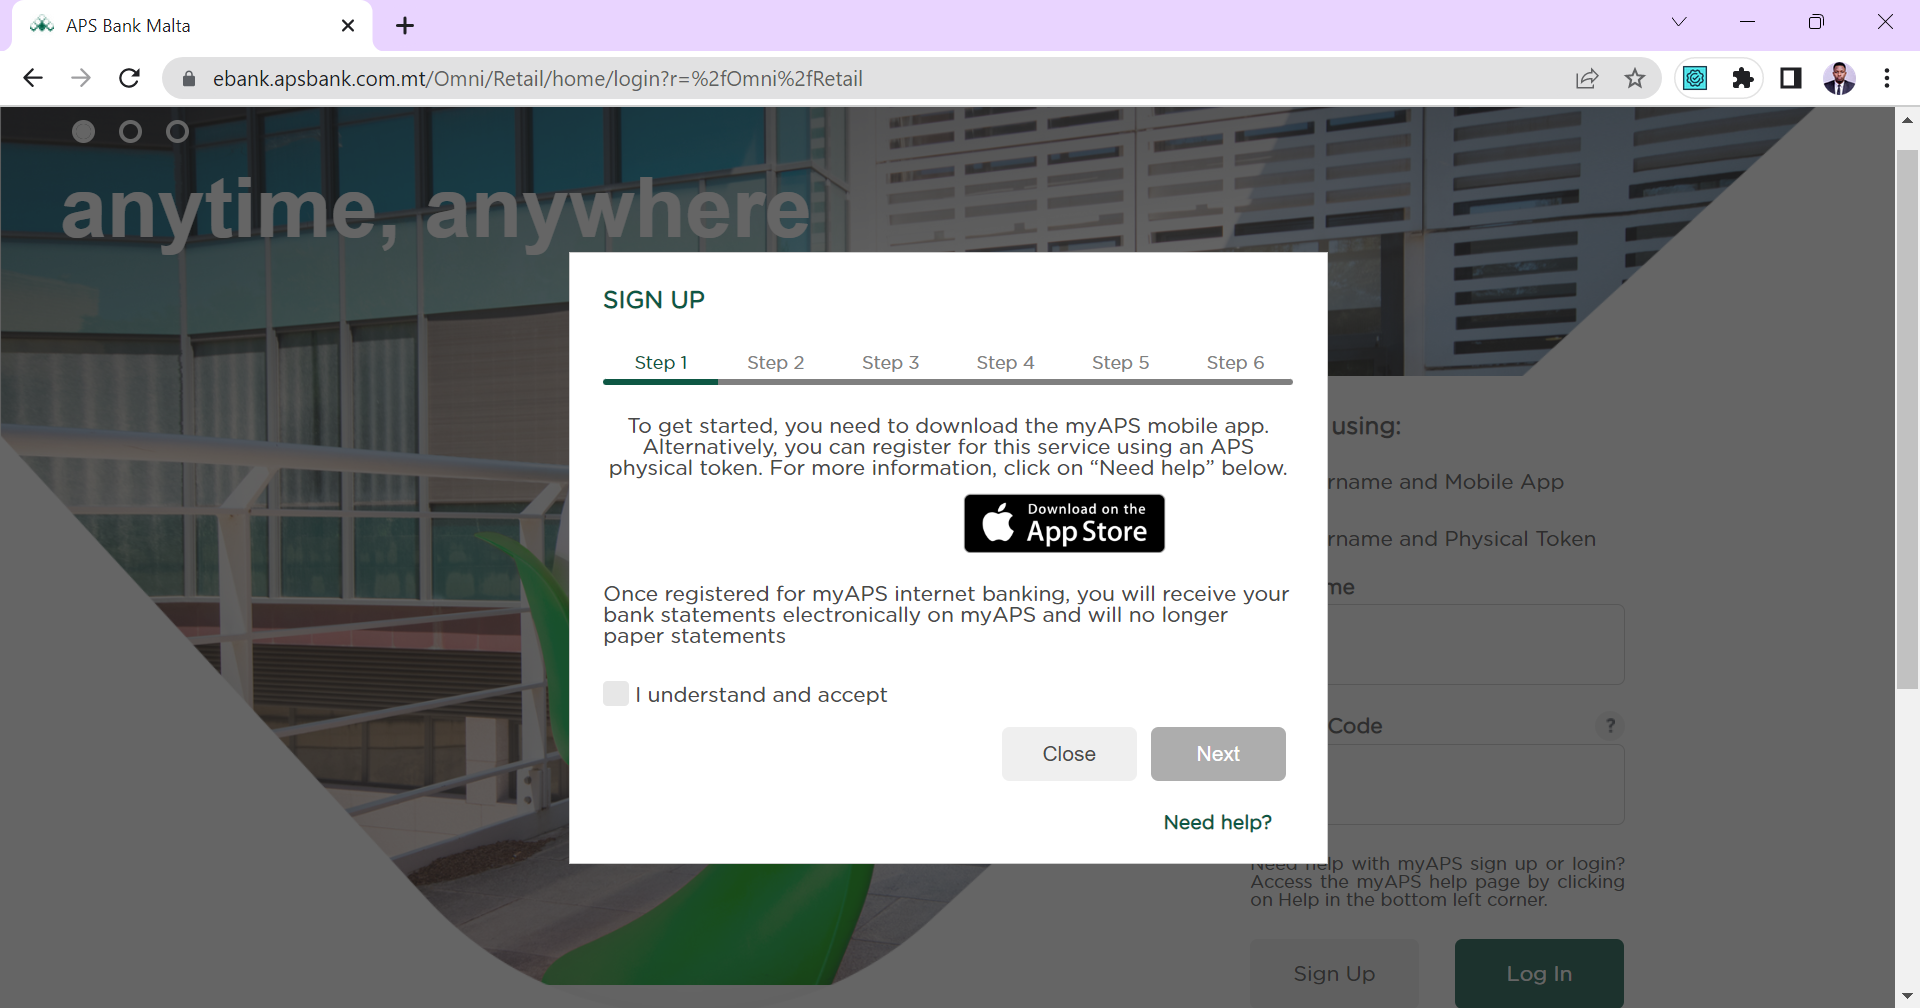 APS Bank Malta
ebank.apsbank.com.mt/Omni/Retail/home/login?r=%2fOmni%2fRetail
anytime, anywhere
SIGN UP
Step 1 Step 2 Step 3 Step 4 Step 5 Step 6
To get started, you need to download the myAPS mobile app.
Alternatively, you can register for this service using an APS
physical token. For more information, click on “Need help” below.
Download on the
App Store
Once registered for myAPS internet banking, you will receive your
bank statements electronically on myAPS and will no longer
paper statements
I understand and accept
Close Next
Need help?
using:
rname and Mobile App
rname and Physical Token
me
Code ?
Need help with myAPS sign up or login?
Access the myAPS help page by clicking
on Help in the bottom left corner.
Sign Up Log In